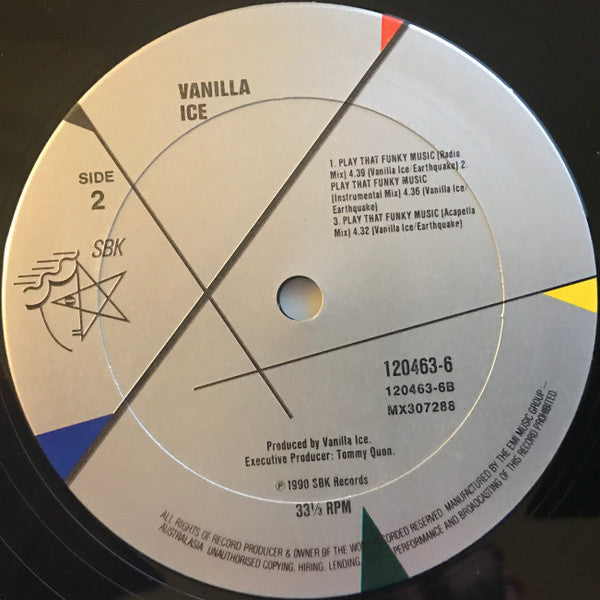 VANILLA
ICE
SIDE
2
SBK
1. PLAY THAT FUNKY MUSIC (Radio
Mix) 4.39 (Vanilla Ice/Earthquake) 2.
PLAY THAT FUNKY MUSIC
(Instrumental Mix) 4.36 (Vanilla Ice/
Earthquake)
3. PLAY THAT FUNKY MUSIC (Acapella
Mix) 4.32 (Vanilla Ice/Earthquake)
120463-6
120463-6B
MX307288
Produced by Vanilla Ice.
Executive Producer: Tommy Quon.
℗ 1990 SBK Records
33⅓ RPM
ALL RIGHTS OF RECORD PRODUCER & OWNER OF THE RECORDED RESERVED. MANUFACTURED BY THE EMI MUSIC GROUP –
AUSTRALASIA. UNAUTHORISED COPYING, HIRING, LENDING, PERFORMANCE AND BROADCASTING OF THIS RECORD PROHIBITED.